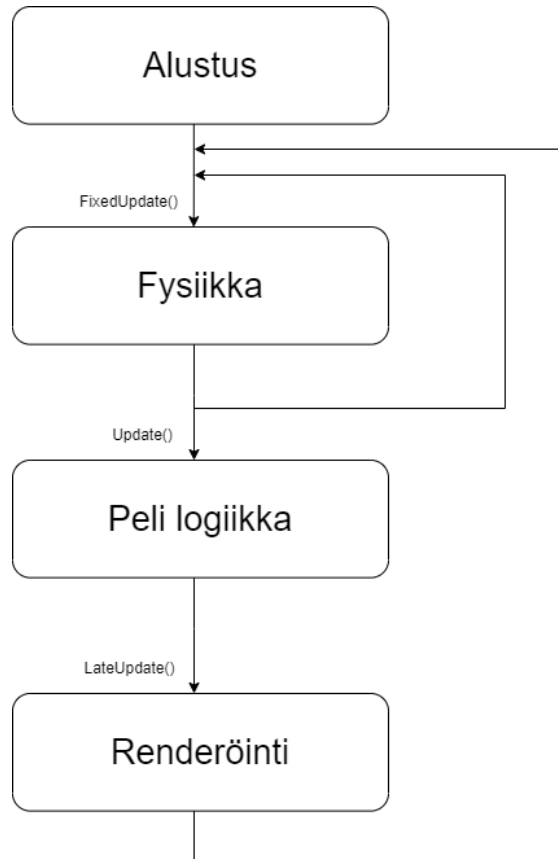 Alustus
FixedUpdate()
Fysiikka
Update()
Peli logiikka
LateUpdate()
Renderöinti